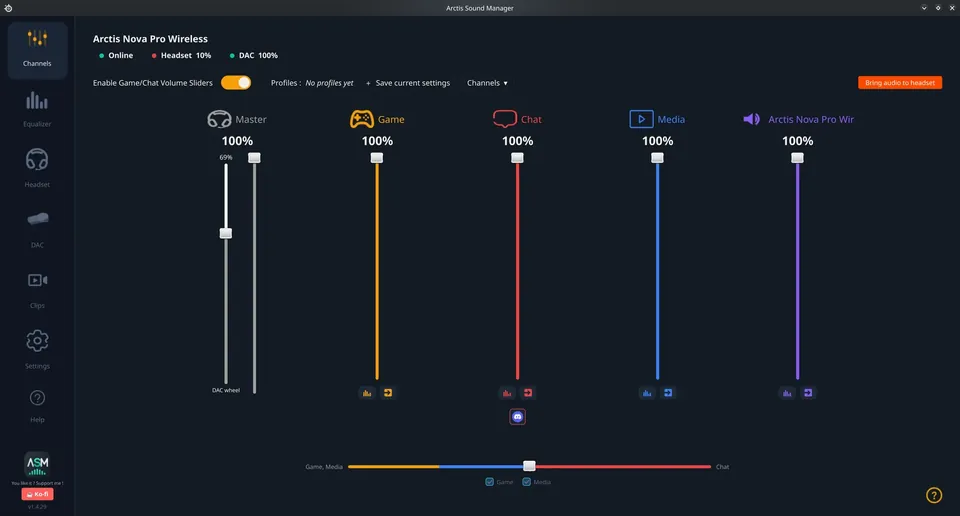 Arctis Sound Manager
Channels
Equalizer
Headset
DAC
Clips
Settings
Help
ASM
You like it ? Support me !
Ko-fi
v1.3.29
Arctis Nova Pro Wireless
Online Headset 10% DAC 100%
Enable Game/Chat Volume Sliders Profiles : No profiles yet + Save current settings Channels ▾ Bring audio to headset
Master Game Chat Media Arctis Nova Pro Wir
100% 100% 100% 100% 100%
69%
DAC wheel
Game, Media Chat
Game Media
?